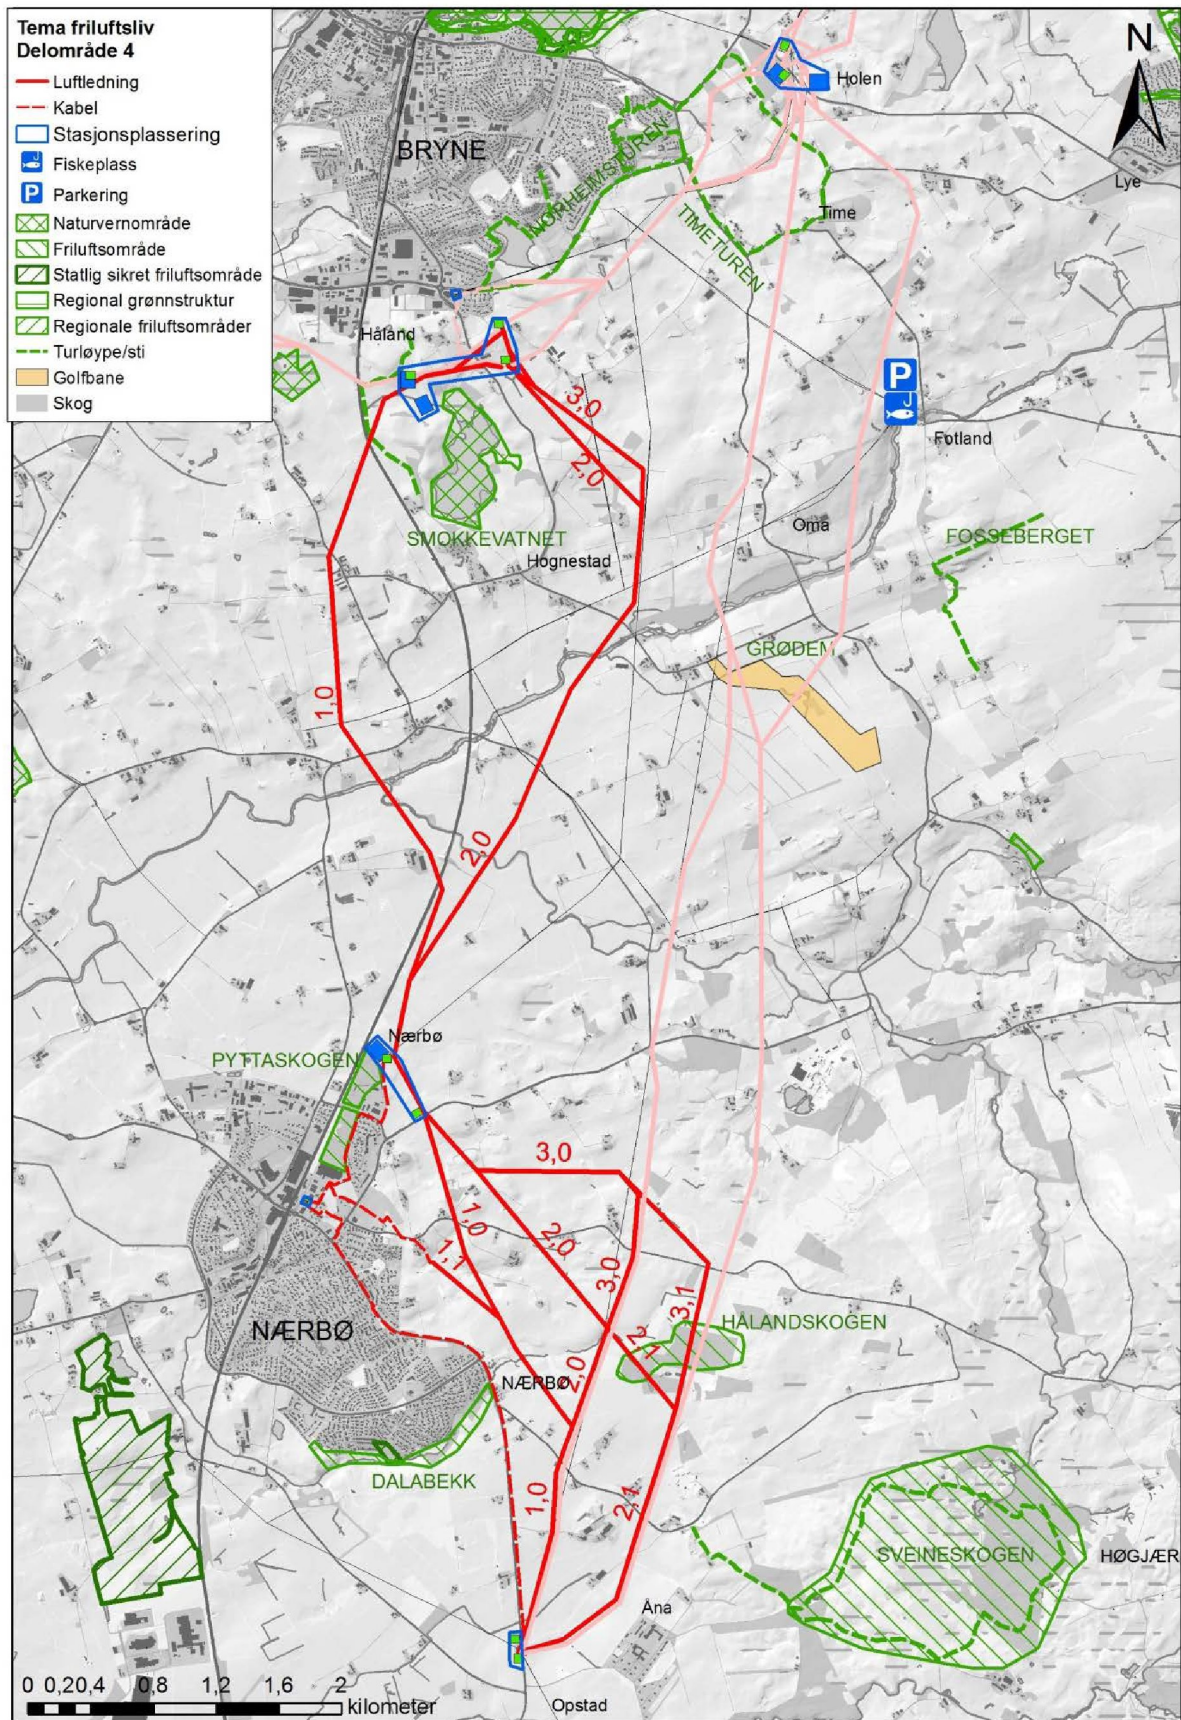 Tema friluftsliv
Delområde 4
Luftledning
Kabel
Stasjonsplassering
Fiskeplass
P Parkering
Naturvernområde
Friluftsområde
Statlig sikret friluftsområde
Regional grønnstruktur
Regionale friluftsområder
Turløype/sti
Golfbane
Skog
N
Holen
BRYNE
Lye
NORHEIMSTUREN
Time
TIMETUREN
Håland
P
3,0
Fotland
2,0
Oma
SMOKKEVATNET
FOSSEBERGET
Hognestad
GRØDEM
1,0
2,0
Nærbø
PYTTASKOGEN
3,0
1,0
2,0
1,1
3,0
3,1
HÅLANDSKOGEN
NÆRBØ
2,1
2,0
NÆRBØ
DALABEKK
1,0
2,1
SVEINESKOGEN
HØGJÆR
Åna
0 0,20,4 0,8 1,2 1,6 2
kilometer
Opstad